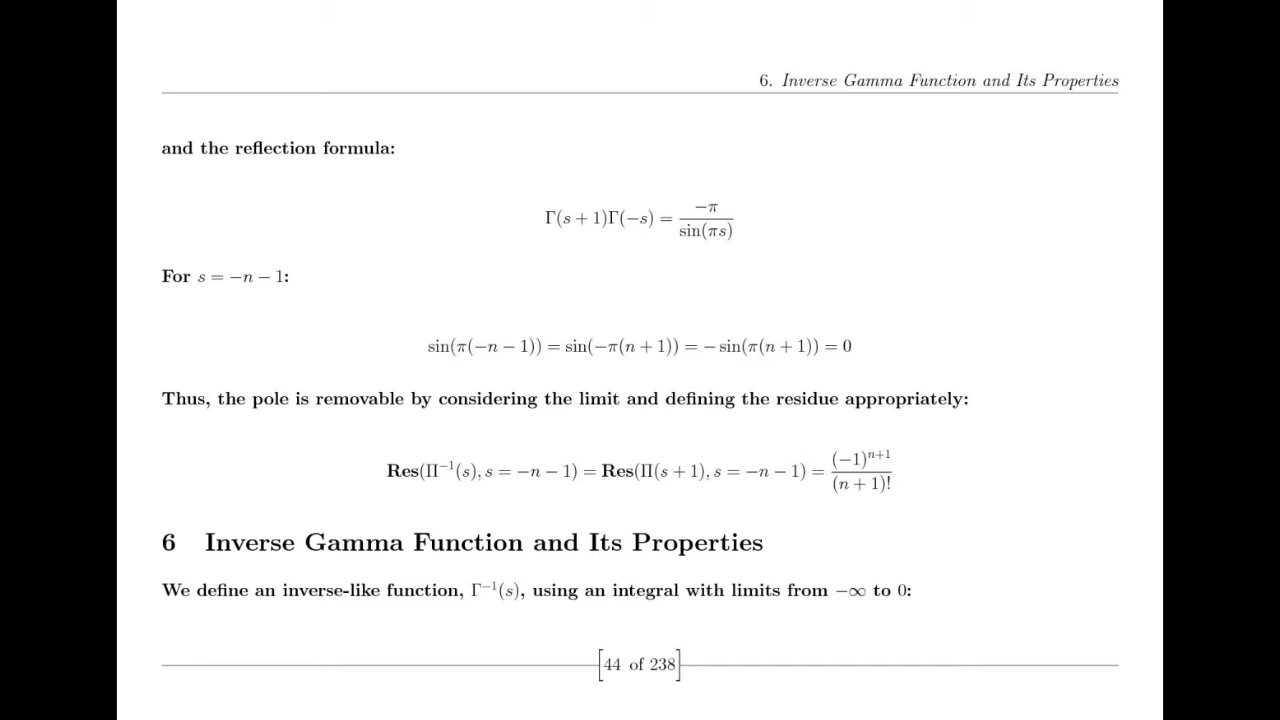 6. Inverse Gamma Function and Its Properties
and the reflection formula:
Γ(s + 1)Γ(−s) = −π / sin(πs)
For s = −n − 1:
sin(π(−n − 1)) = sin(−π(n + 1)) = − sin(π(n + 1)) = 0
Thus, the pole is removable by considering the limit and defining the residue appropriately:
Res(Π⁻¹(s), s = −n − 1) = Res(Π(s + 1), s = −n − 1) = (−1)ⁿ⁺¹ / (n + 1)!
6 Inverse Gamma Function and Its Properties
We define an inverse-like function, Γ⁻¹(s), using an integral with limits from −∞ to 0:
[44 of 238]